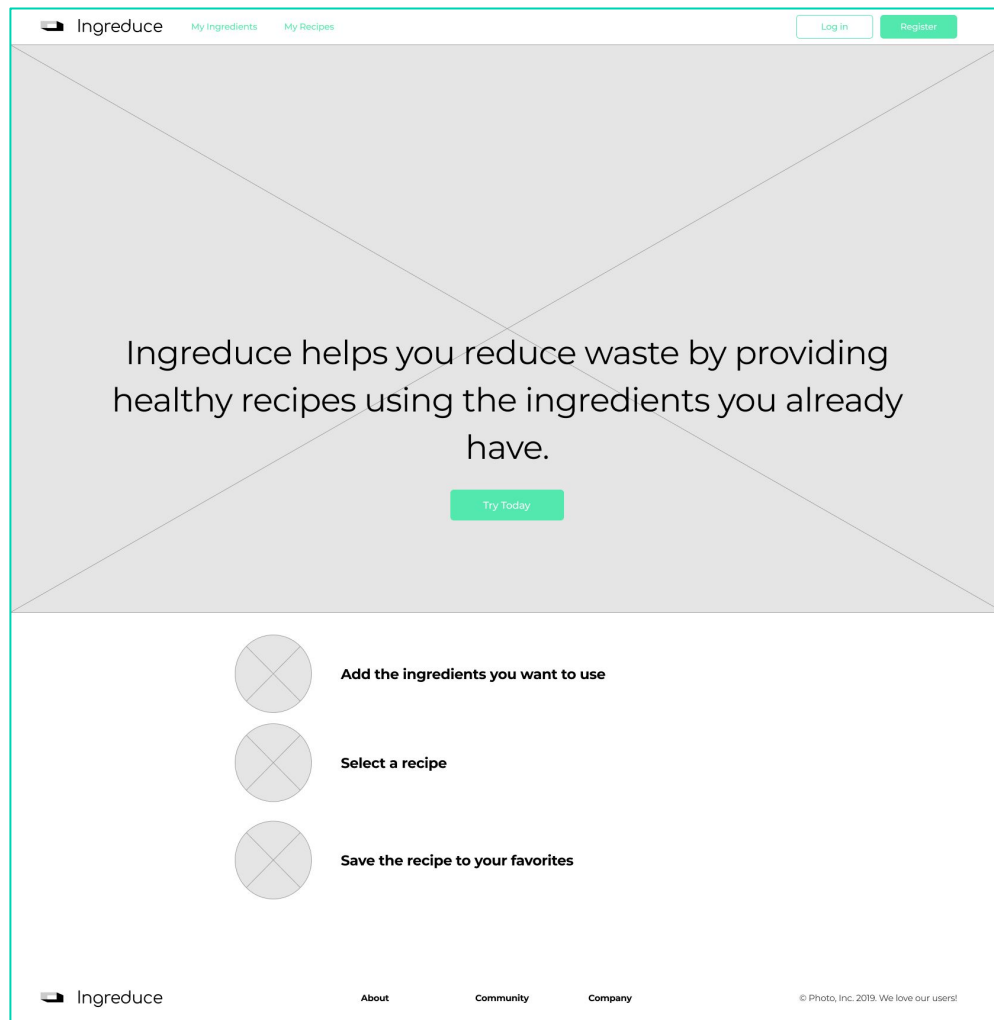 Ingreduce My Ingredients My Recipes Log in Register
Ingreduce helps you reduce waste by providing
healthy recipes using the ingredients you already
have.
Try Today
Add the ingredients you want to use
Select a recipe
Save the recipe to your favorites
Ingreduce About Community Company © Photo, Inc. 2019. We love our users!